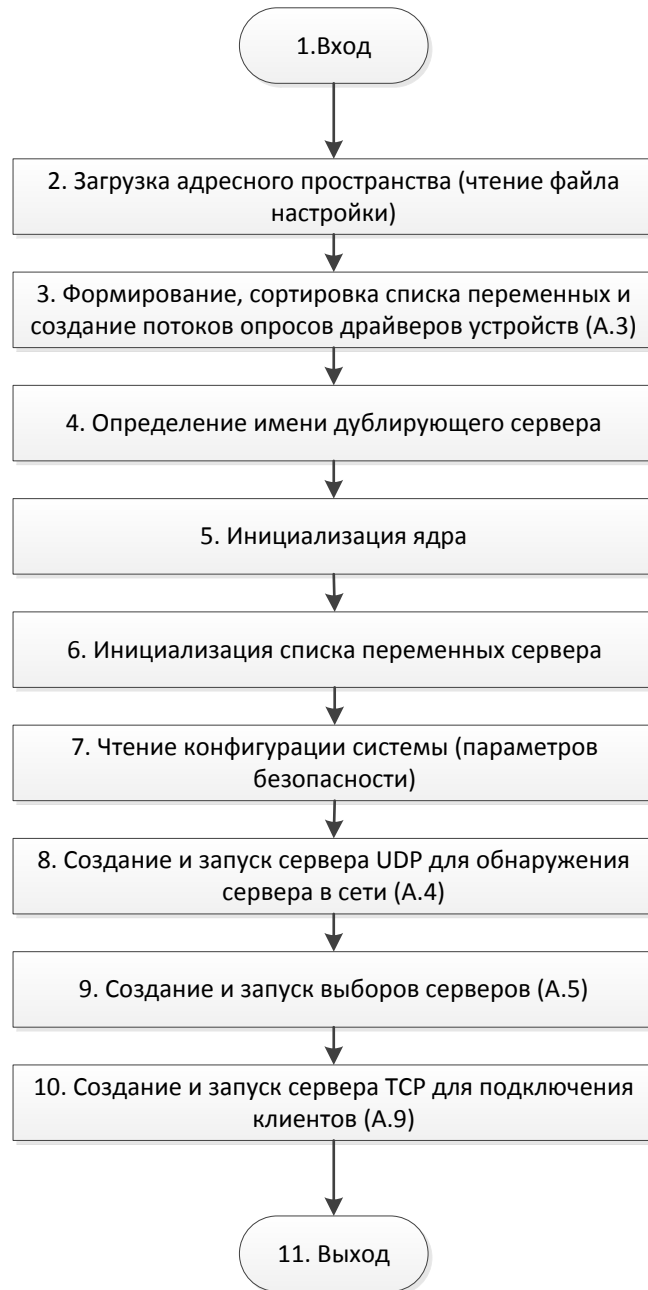 1.Вход
2. Загрузка адресного пространства (чтение файла
настройки)
3. Формирование, сортировка списка переменных и
создание потоков опросов драйверов устройств (А.3)
4. Определение имени дублирующего сервера
5. Инициализация ядра
6. Инициализация списка переменных сервера
7. Чтение конфигурации системы (параметров
безопасности)
8. Создание и запуск сервера UDP для обнаружения
сервера в сети (А.4)
9. Создание и запуск выборов серверов (А.5)
10. Создание и запуск сервера TCP для подключения
клиентов (А.9)
11. Выход